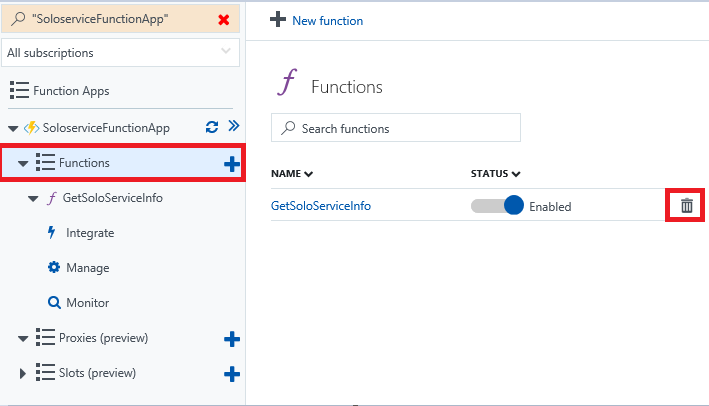 "SoloserviceFunctionApp"
All subscriptions
Function Apps
SoloserviceFunctionApp
Functions
GetSoloServiceInfo
Integrate
Manage
Monitor
Proxies (preview)
Slots (preview)
New function
Functions
Search functions
NAME STATUS
GetSoloServiceInfo Enabled